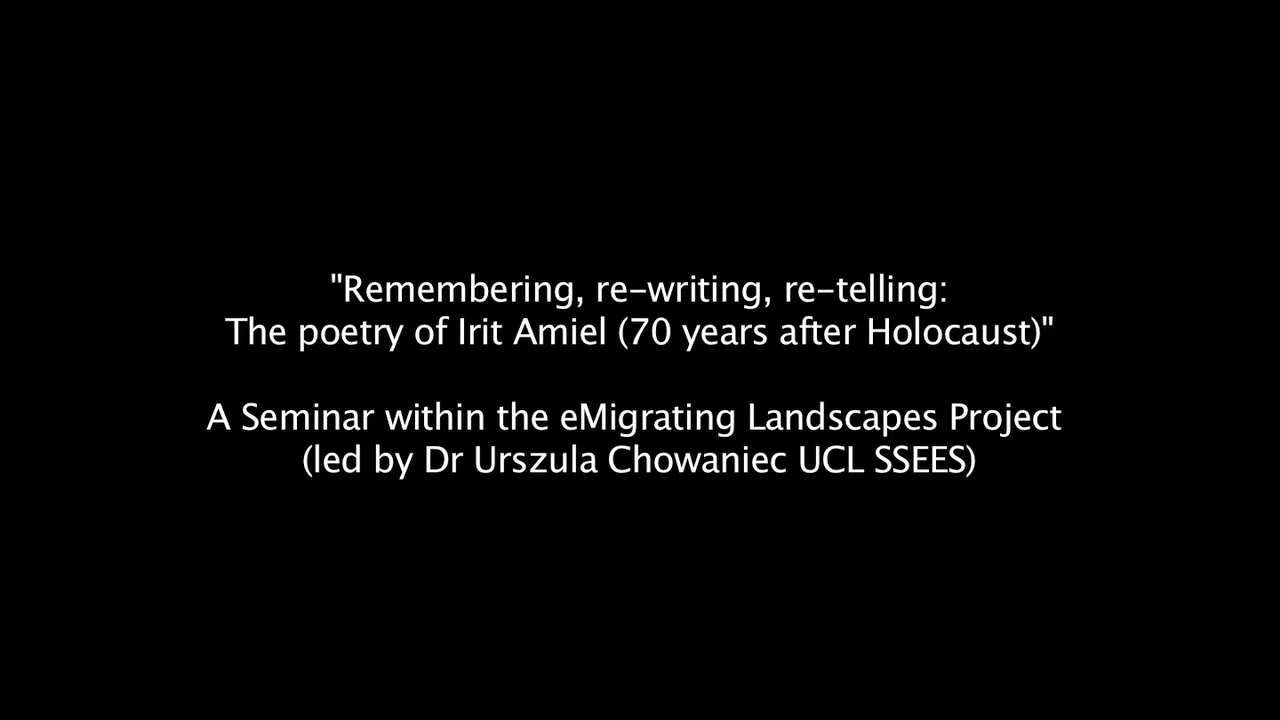 "Remembering, re-writing, re-telling:
The poetry of Irit Amiel (70 years after Holocaust)"
A Seminar within the eMigrating Landscapes Project
(led by Dr Urszula Chowaniec UCL SSEES)